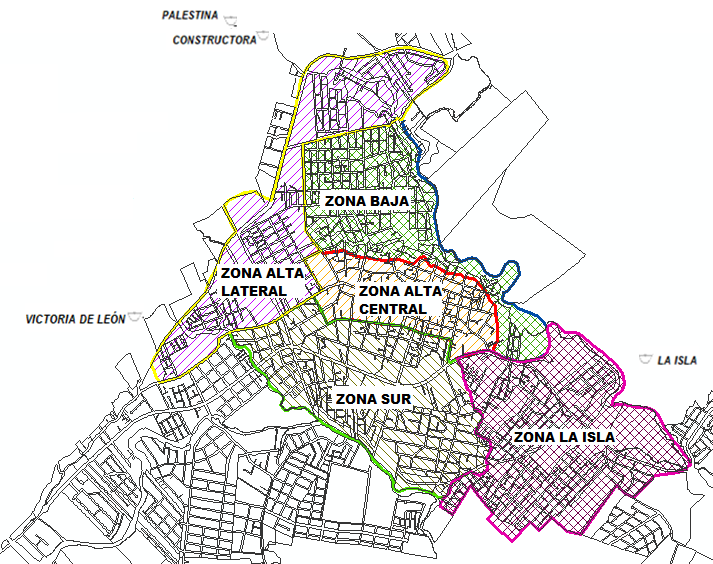 PALESTINA
CONSTRUCTORA
ZONA BAJA
ZONA ALTA
LATERAL
ZONA ALTA
CENTRAL
VICTORIA DE LEÓN
LA ISLA
ZONA SUR
ZONA LA ISLA